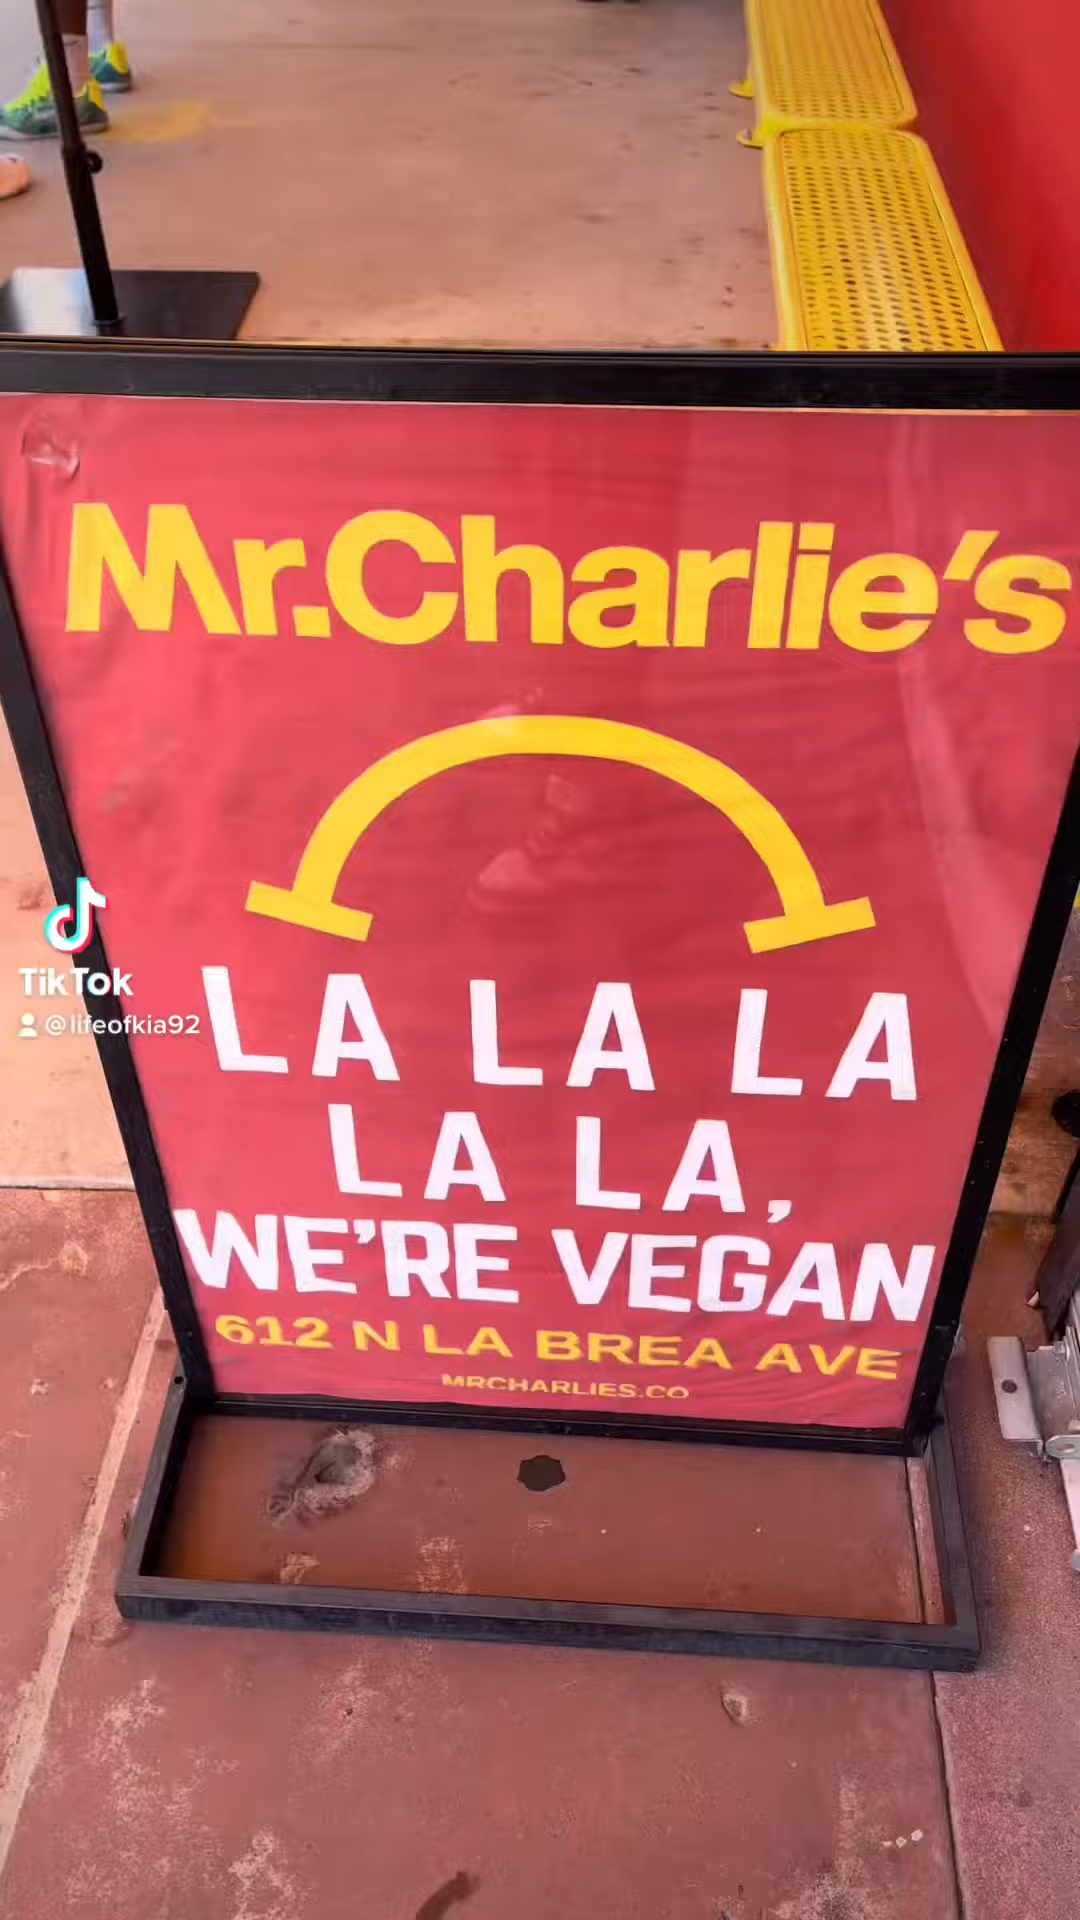 Mr.Charlie's
LA LA LA
LA LA,
WE'RE VEGAN
612 N LA BREA AVE
MRCHARLIES.CO
TikTok
@lifeofkia92